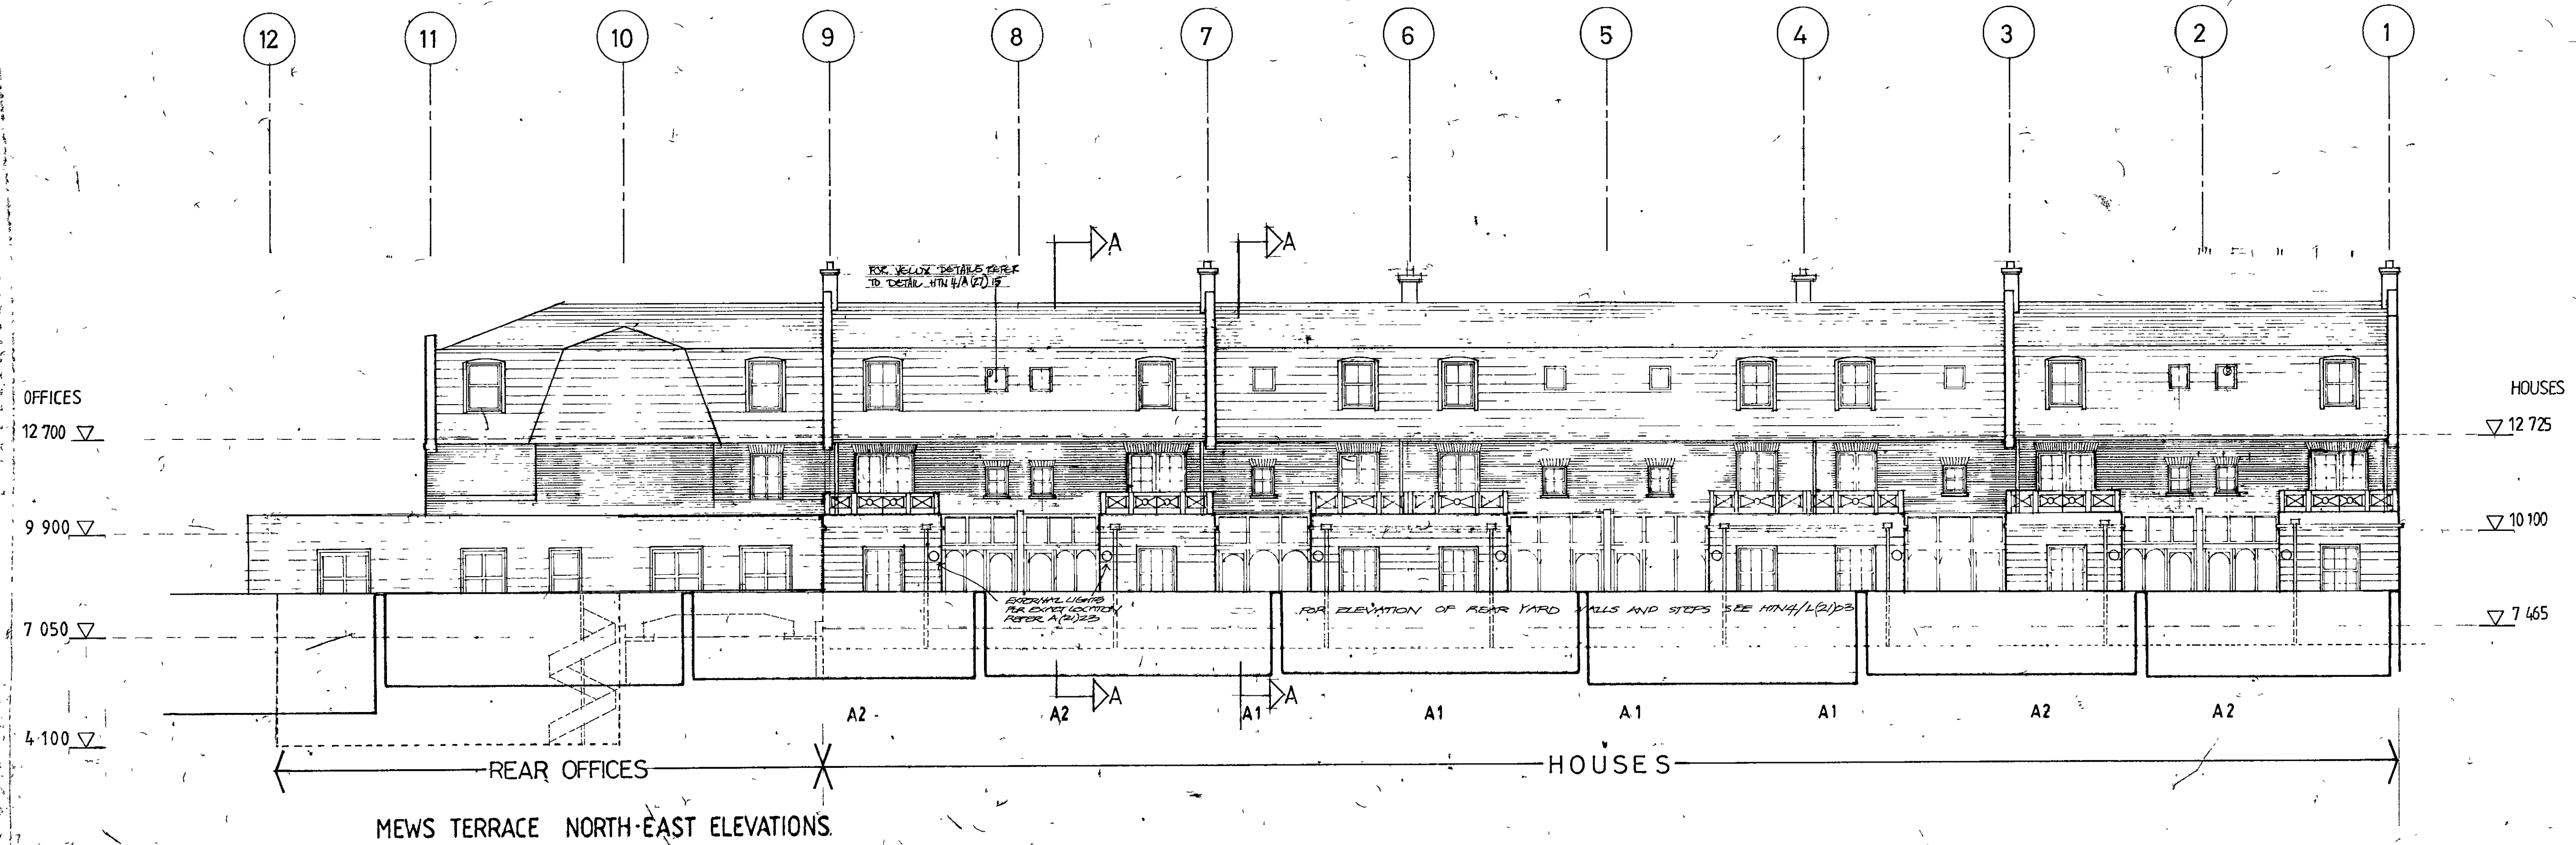 12 11 10 9 8 7 6 5 4 3 2 1
A A
FOR VELUX DETAILS REFER
TO DETAIL HTN 4/A(27)15
OFFICES
HOUSES
12 700
12 725
9 900
10 100
EXTERNAL LIGHTS
FOR EXACT LOCATION
REFER A(21)23
FOR ELEVATION OF REAR YARD WALLS AND STEPS SEE HTN4/L(21)03
7 050
7 465
A A
A2 A2 A1 A1 A1 A1 A2 A2
4 100
REAR OFFICES
HOUSES
MEWS TERRACE NORTH·EAST ELEVATIONS.